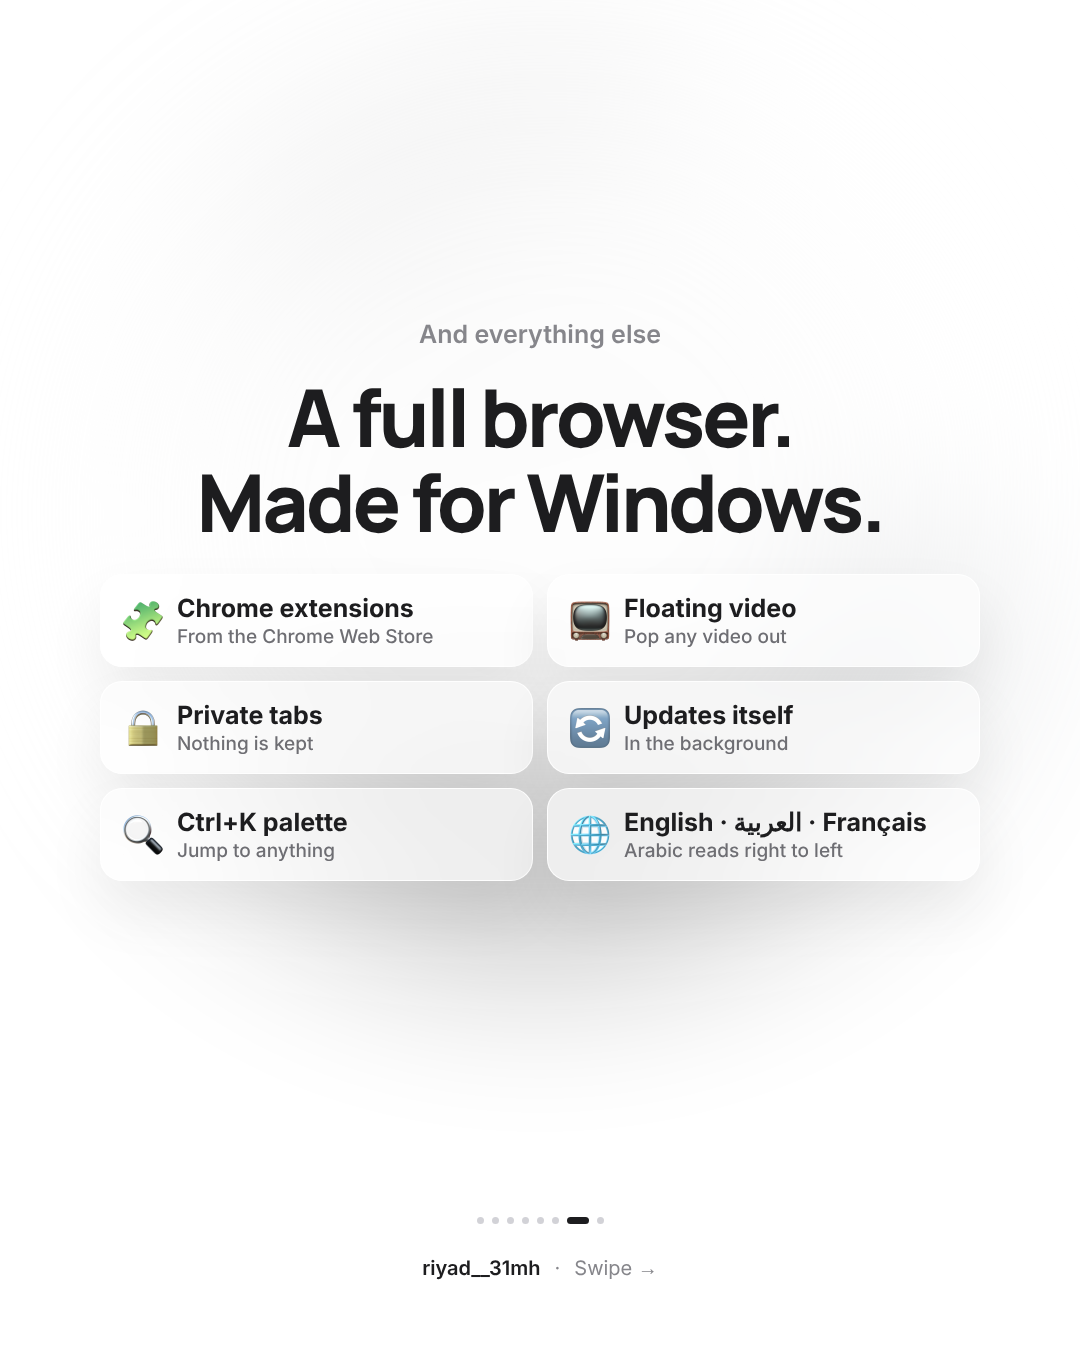 And everything else
A full browser.
Made for Windows.
Chrome extensions
From the Chrome Web Store
Floating video
Pop any video out
Private tabs
Nothing is kept
Updates itself
In the background
Ctrl+K palette
Jump to anything
English · العربية · Français
Arabic reads right to left
riyad__31mh · Swipe →